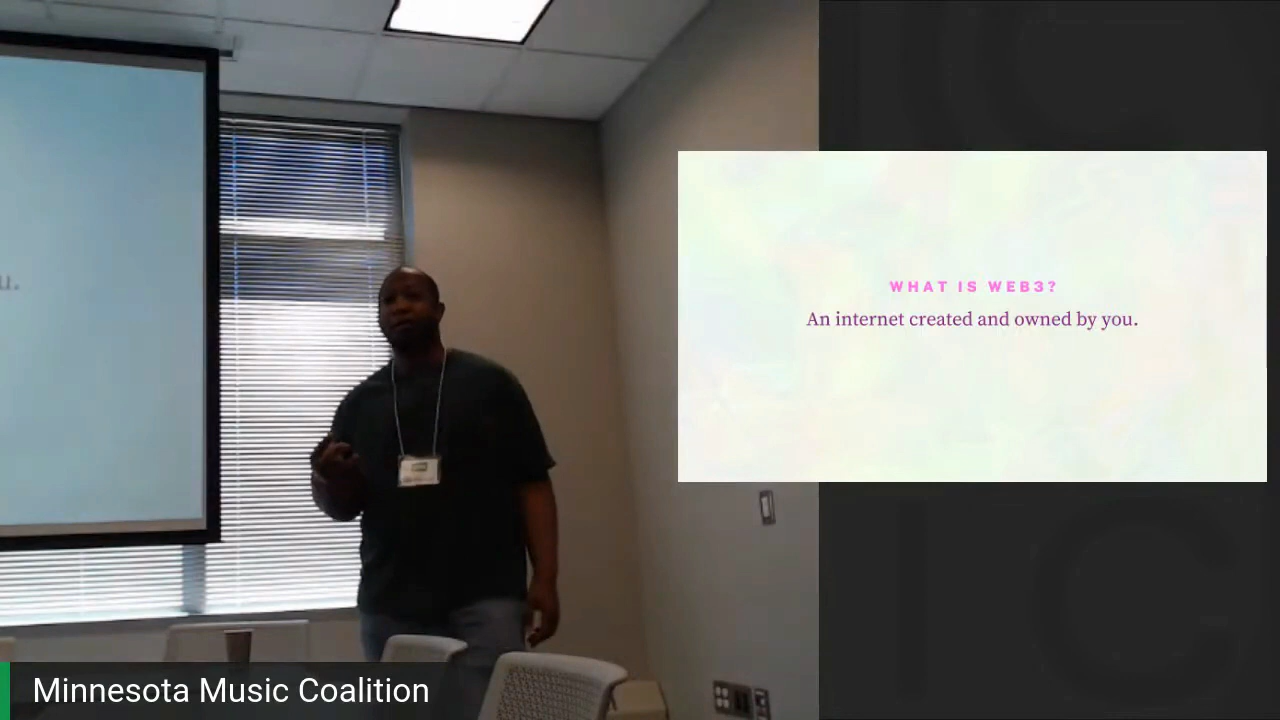 u.
WHAT IS WEB3?
An internet created and owned by you.
Minnesota Music Coalition